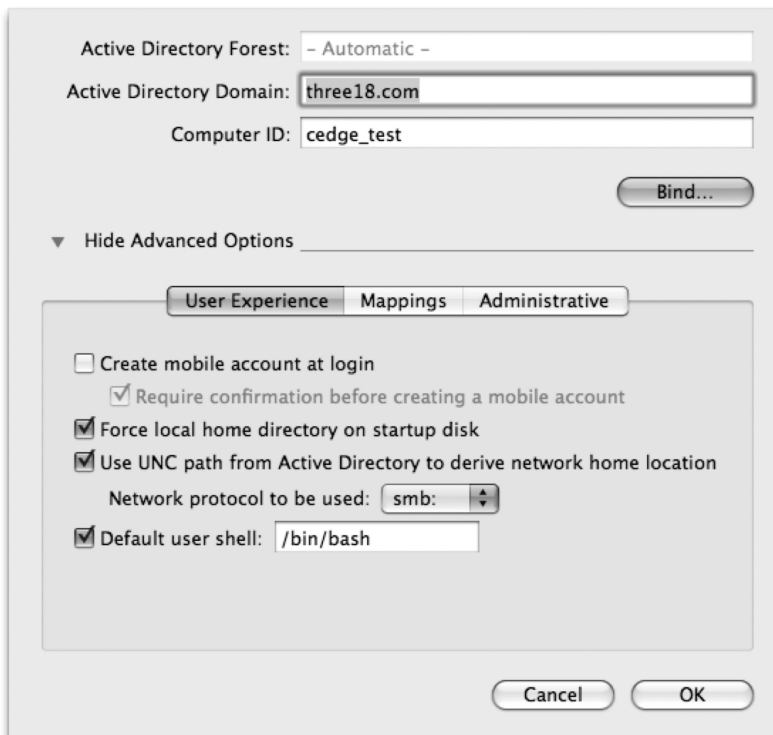 Active Directory Forest: - Automatic -
Active Directory Domain: three18.com
Computer ID: cedge_test
Bind...
Hide Advanced Options
User Experience Mappings Administrative
Create mobile account at login
Require confirmation before creating a mobile account
Force local home directory on startup disk
Use UNC path from Active Directory to derive network home location
Network protocol to be used: smb:
Default user shell: /bin/bash
Cancel OK